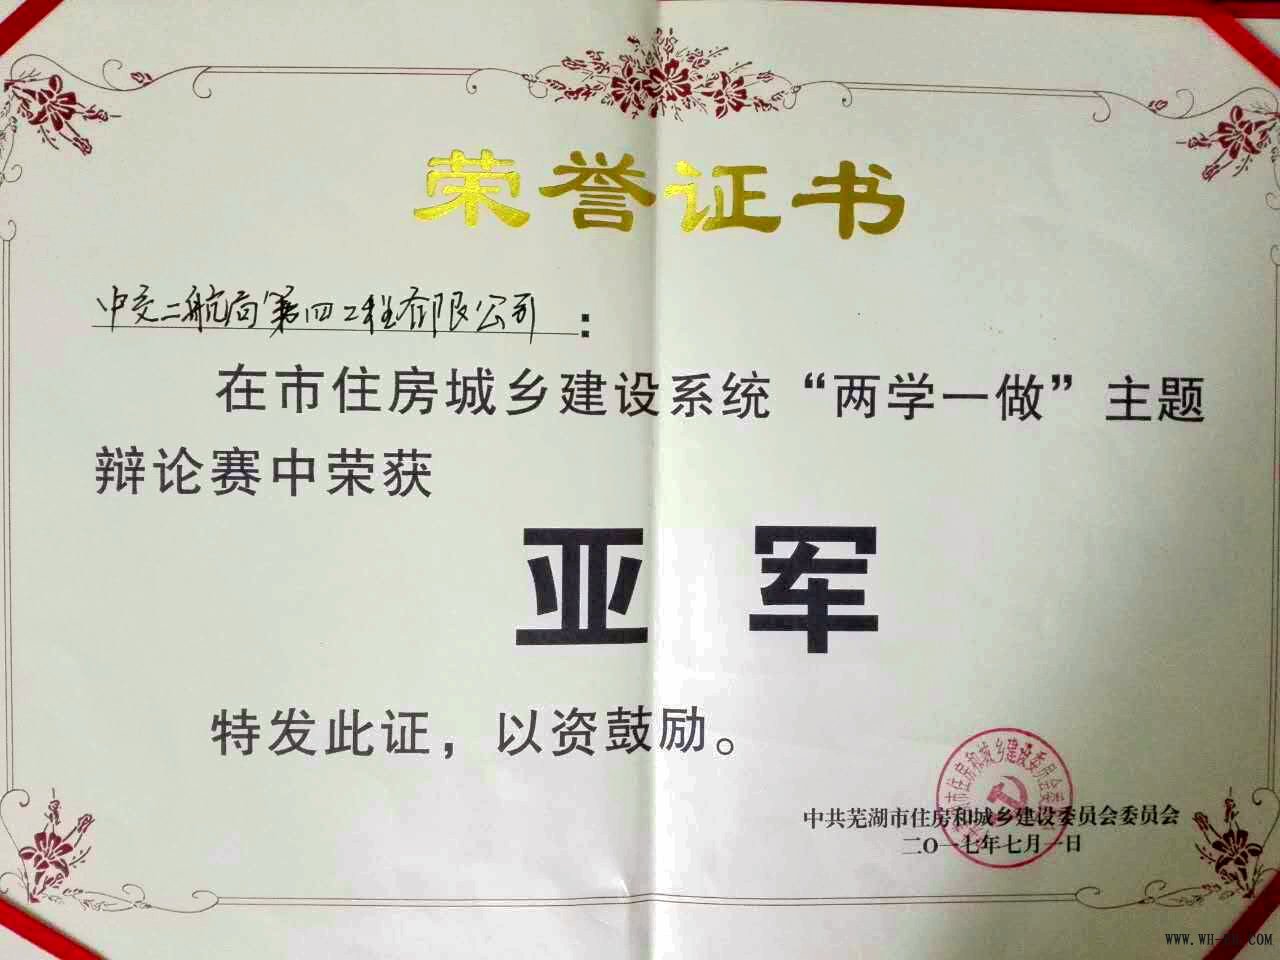 荣誉证书
中交二航局第四工程有限公司:
在市住房城乡建设系统“两学一做”主题
辩论赛中荣获
亚军
特发此证，以资鼓励。
中共芜湖市住房和城乡建设委员会委员会
二〇一七年七月一日